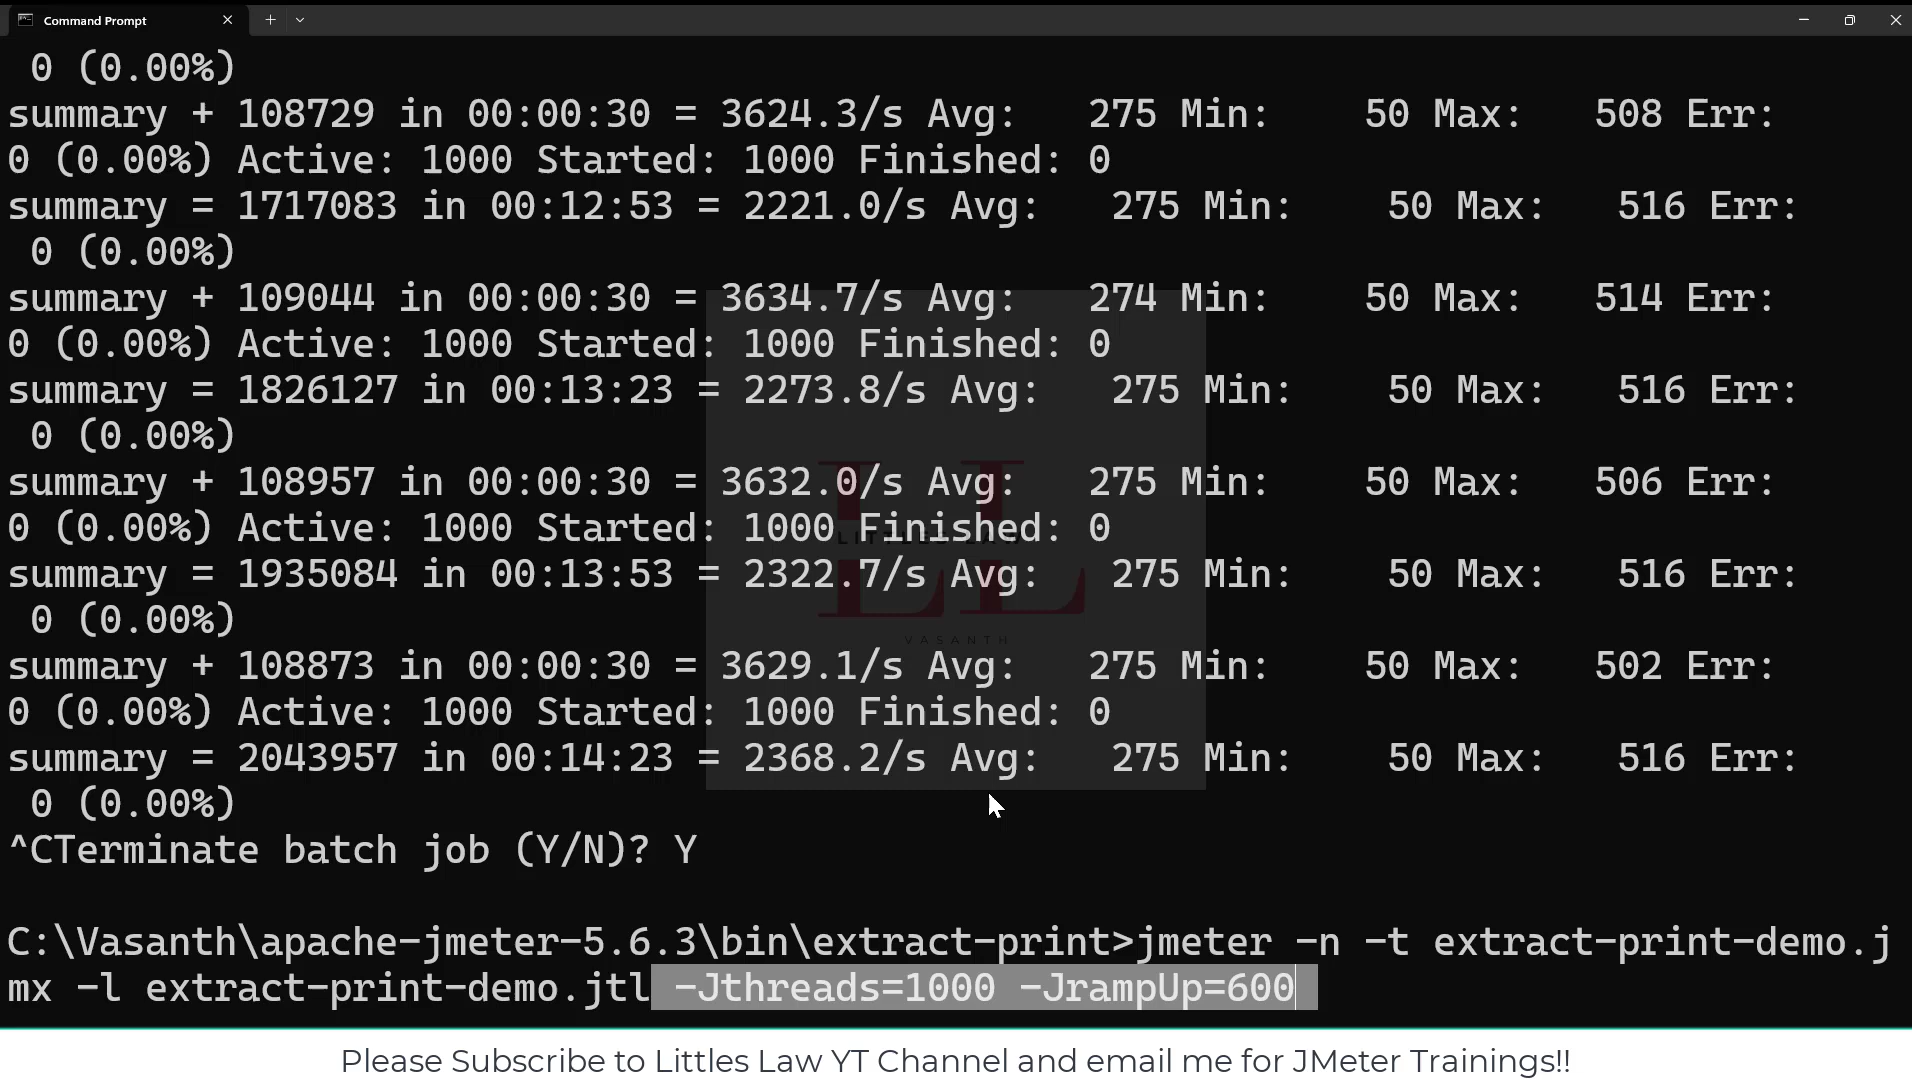 Command Prompt
0 (0.00%)
summary + 108729 in 00:00:30 = 3624.3/s Avg: 275 Min: 50 Max: 508 Err:
0 (0.00%) Active: 1000 Started: 1000 Finished: 0
summary = 1717083 in 00:12:53 = 2221.0/s Avg: 275 Min: 50 Max: 516 Err:
0 (0.00%)
summary + 109044 in 00:00:30 = 3634.7/s Avg: 274 Min: 50 Max: 514 Err:
0 (0.00%) Active: 1000 Started: 1000 Finished: 0
summary = 1826127 in 00:13:23 = 2273.8/s Avg: 275 Min: 50 Max: 516 Err:
0 (0.00%)
summary + 108957 in 00:00:30 = 3632.0/s Avg: 275 Min: 50 Max: 506 Err:
0 (0.00%) Active: 1000 Started: 1000 Finished: 0
LITTLES LAW
summary = 1935084 in 00:13:53 = 2322.7/s Avg: 275 Min: 50 Max: 516 Err:
0 (0.00%)
LL
VASANTH
summary + 108873 in 00:00:30 = 3629.1/s Avg: 275 Min: 50 Max: 502 Err:
0 (0.00%) Active: 1000 Started: 1000 Finished: 0
summary = 2043957 in 00:14:23 = 2368.2/s Avg: 275 Min: 50 Max: 516 Err:
0 (0.00%)
^CTerminate batch job (Y/N)? Y
C:\Vasanth\apache-jmeter-5.6.3\bin\extract-print>jmeter -n -t extract-print-demo.j
mx -l extract-print-demo.jtl -Jthreads=1000 -JrampUp=600
Please Subscribe to Littles Law YT Channel and email me for JMeter Trainings!!